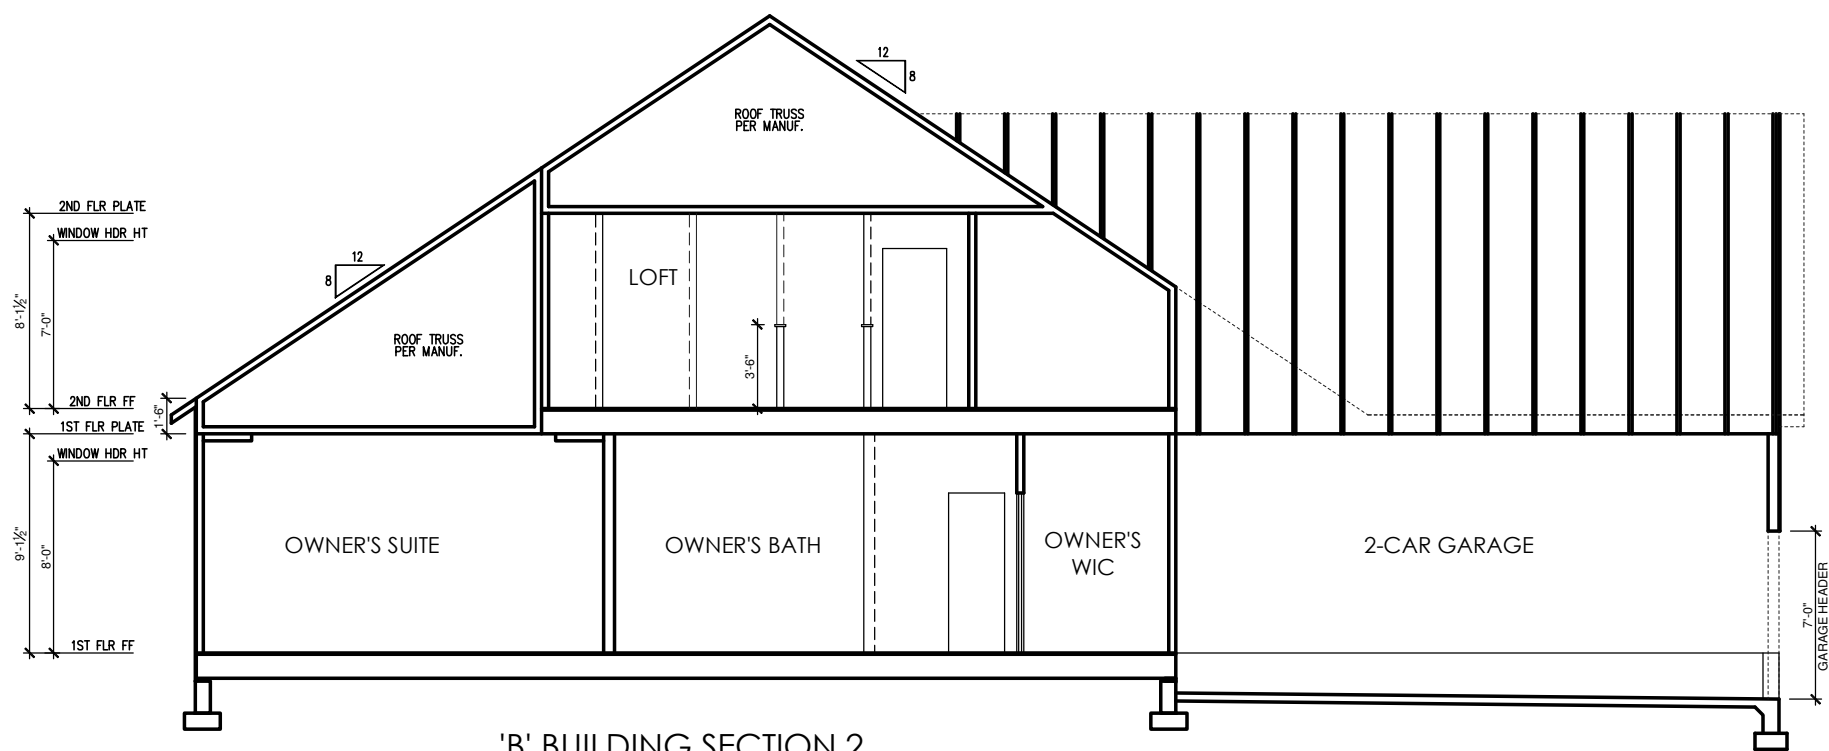 12
8
ROOF TRUSS
PER MANUF.
2ND FLR PLATE
WINDOW HDR HT
12
8
LOFT
8'-1½"
7'-0"
ROOF TRUSS
PER MANUF.
3'-6"
2ND FLR FF
1'-6"
1ST FLR PLATE
WINDOW HDR HT
9'-1½"
8'-0"
OWNER'S SUITE
OWNER'S BATH
OWNER'S
WIC
2-CAR GARAGE
7'-0"
GARAGE HEADER
1ST FLR FF
'B' BUILDING SECTION 2